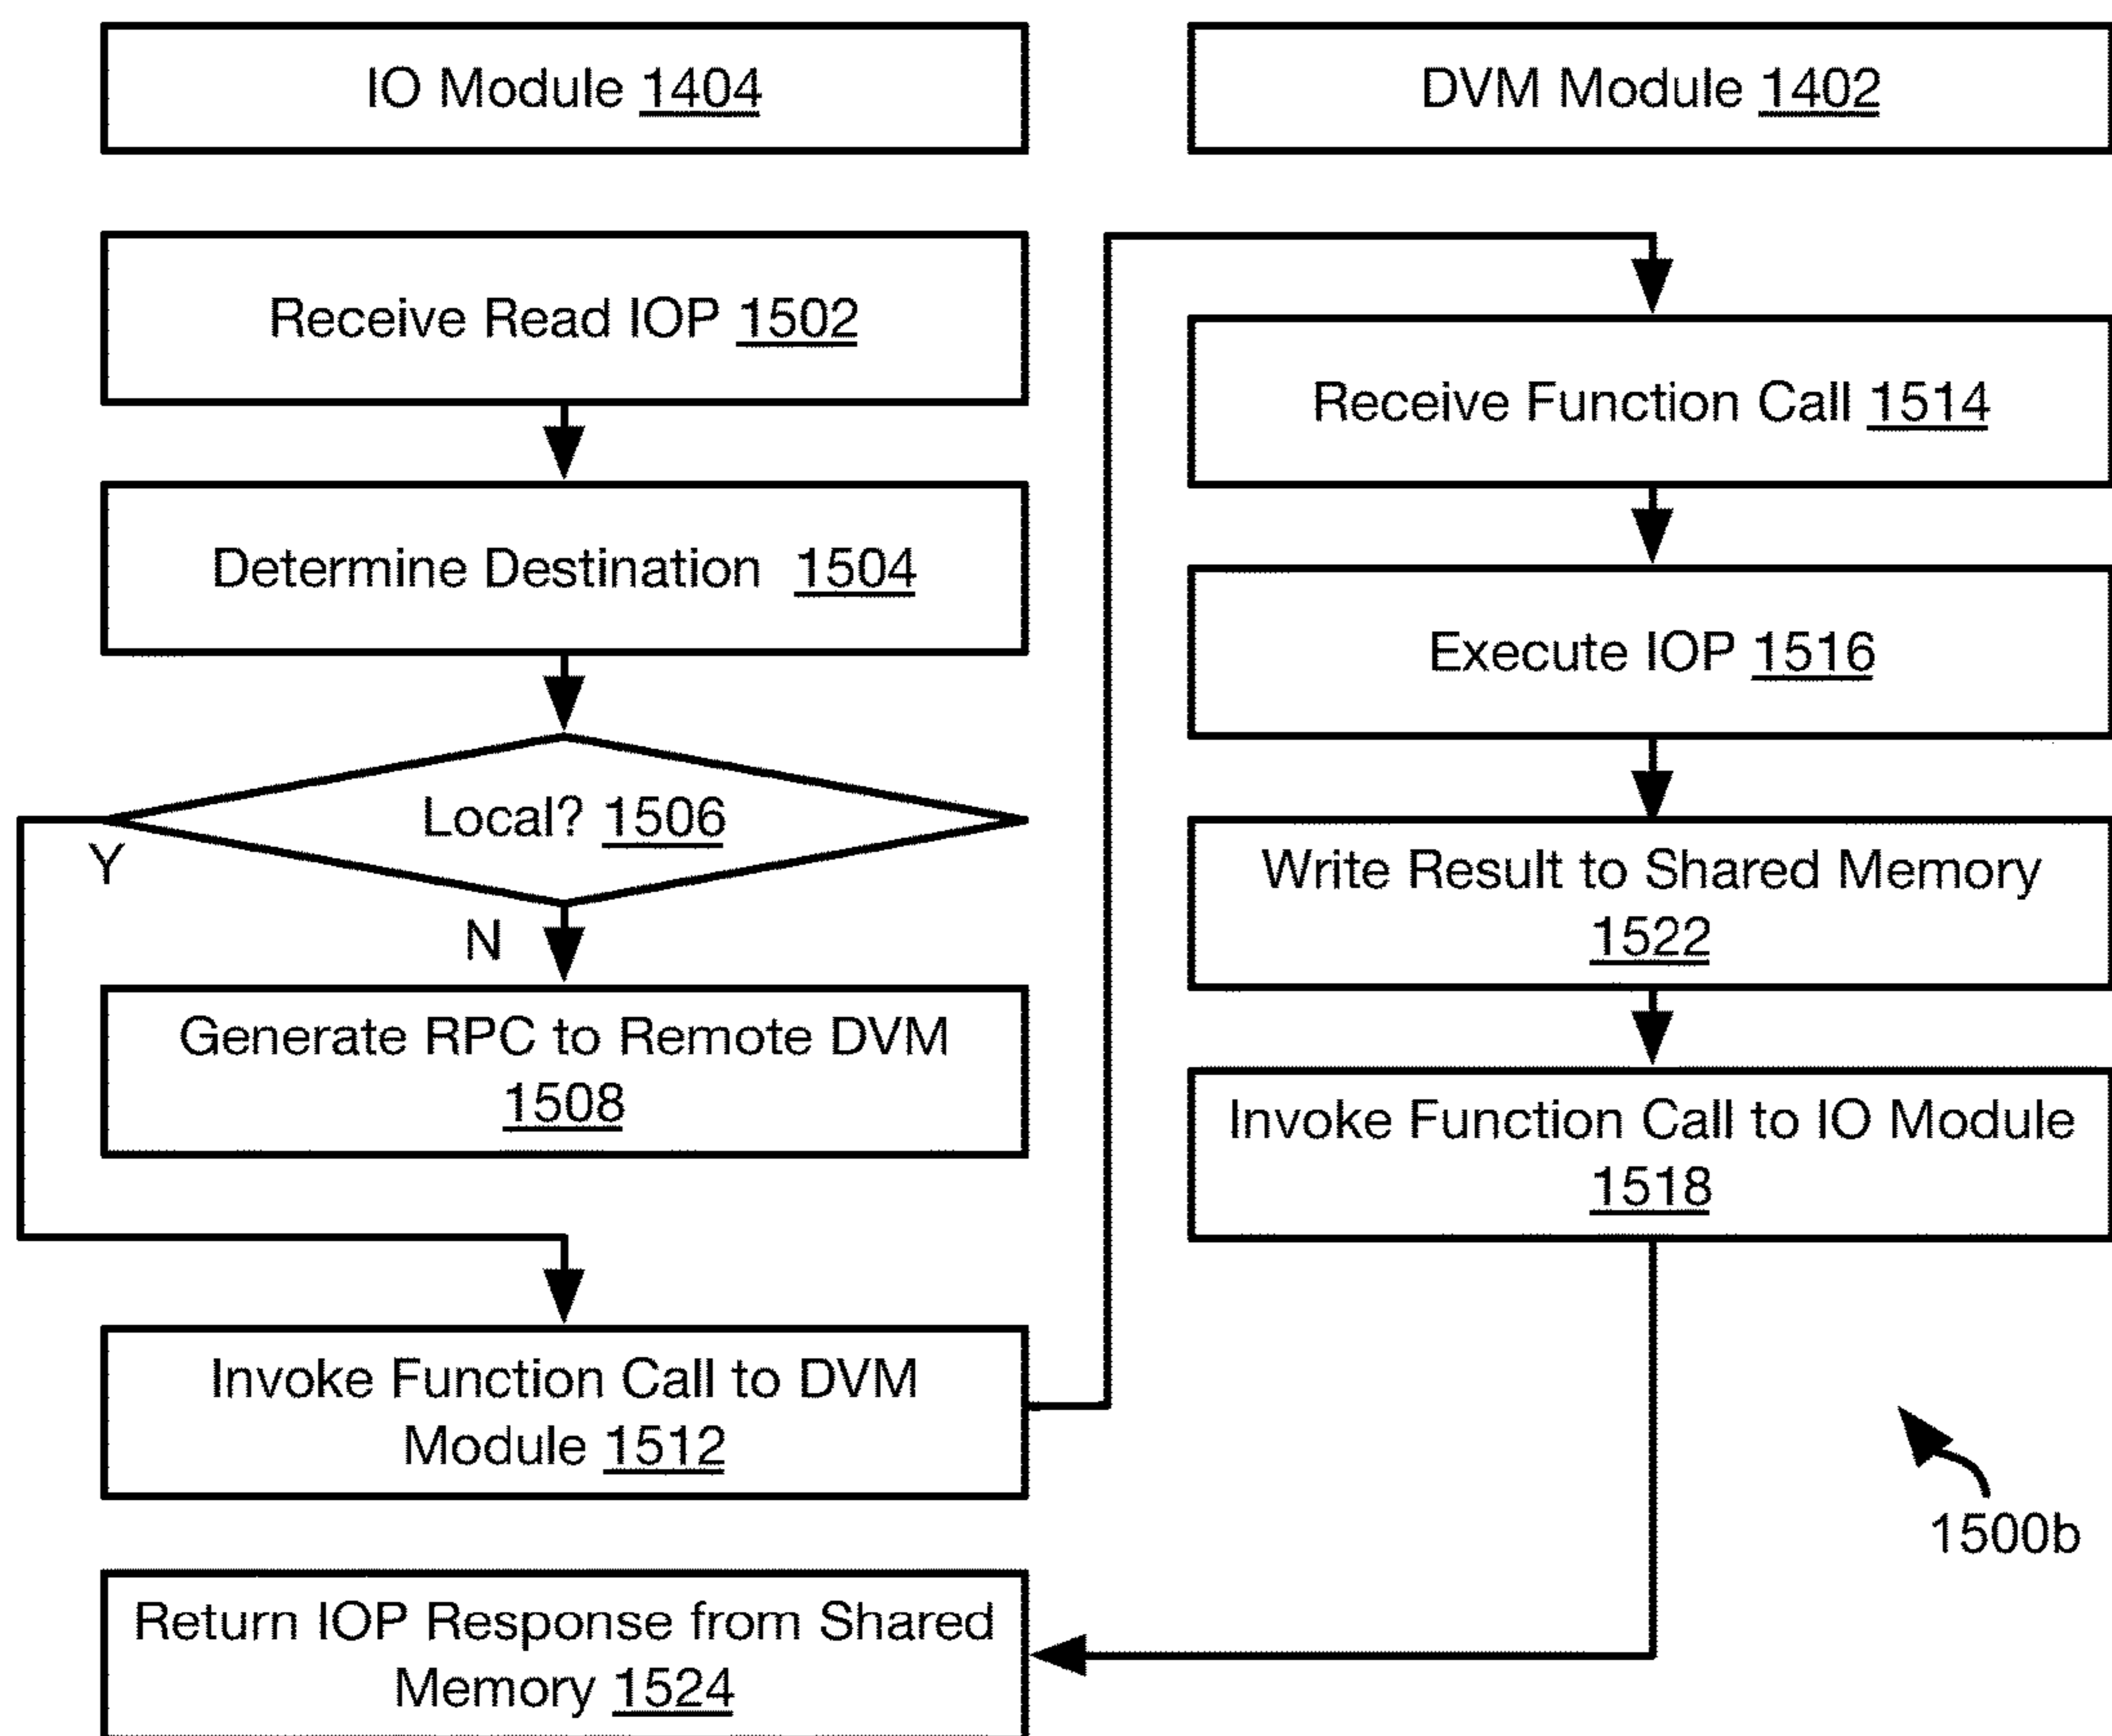 IO Module 1404
DVM Module 1402
Receive Read IOP 1502
Determine Destination 1504
Local? 1506
Y
N
Generate RPC to Remote DVM
1508
Invoke Function Call to DVM
Module 1512
Return IOP Response from Shared
Memory 1524
Receive Function Call 1514
Execute IOP 1516
Write Result to Shared Memory
1522
Invoke Function Call to IO Module
1518
1500b